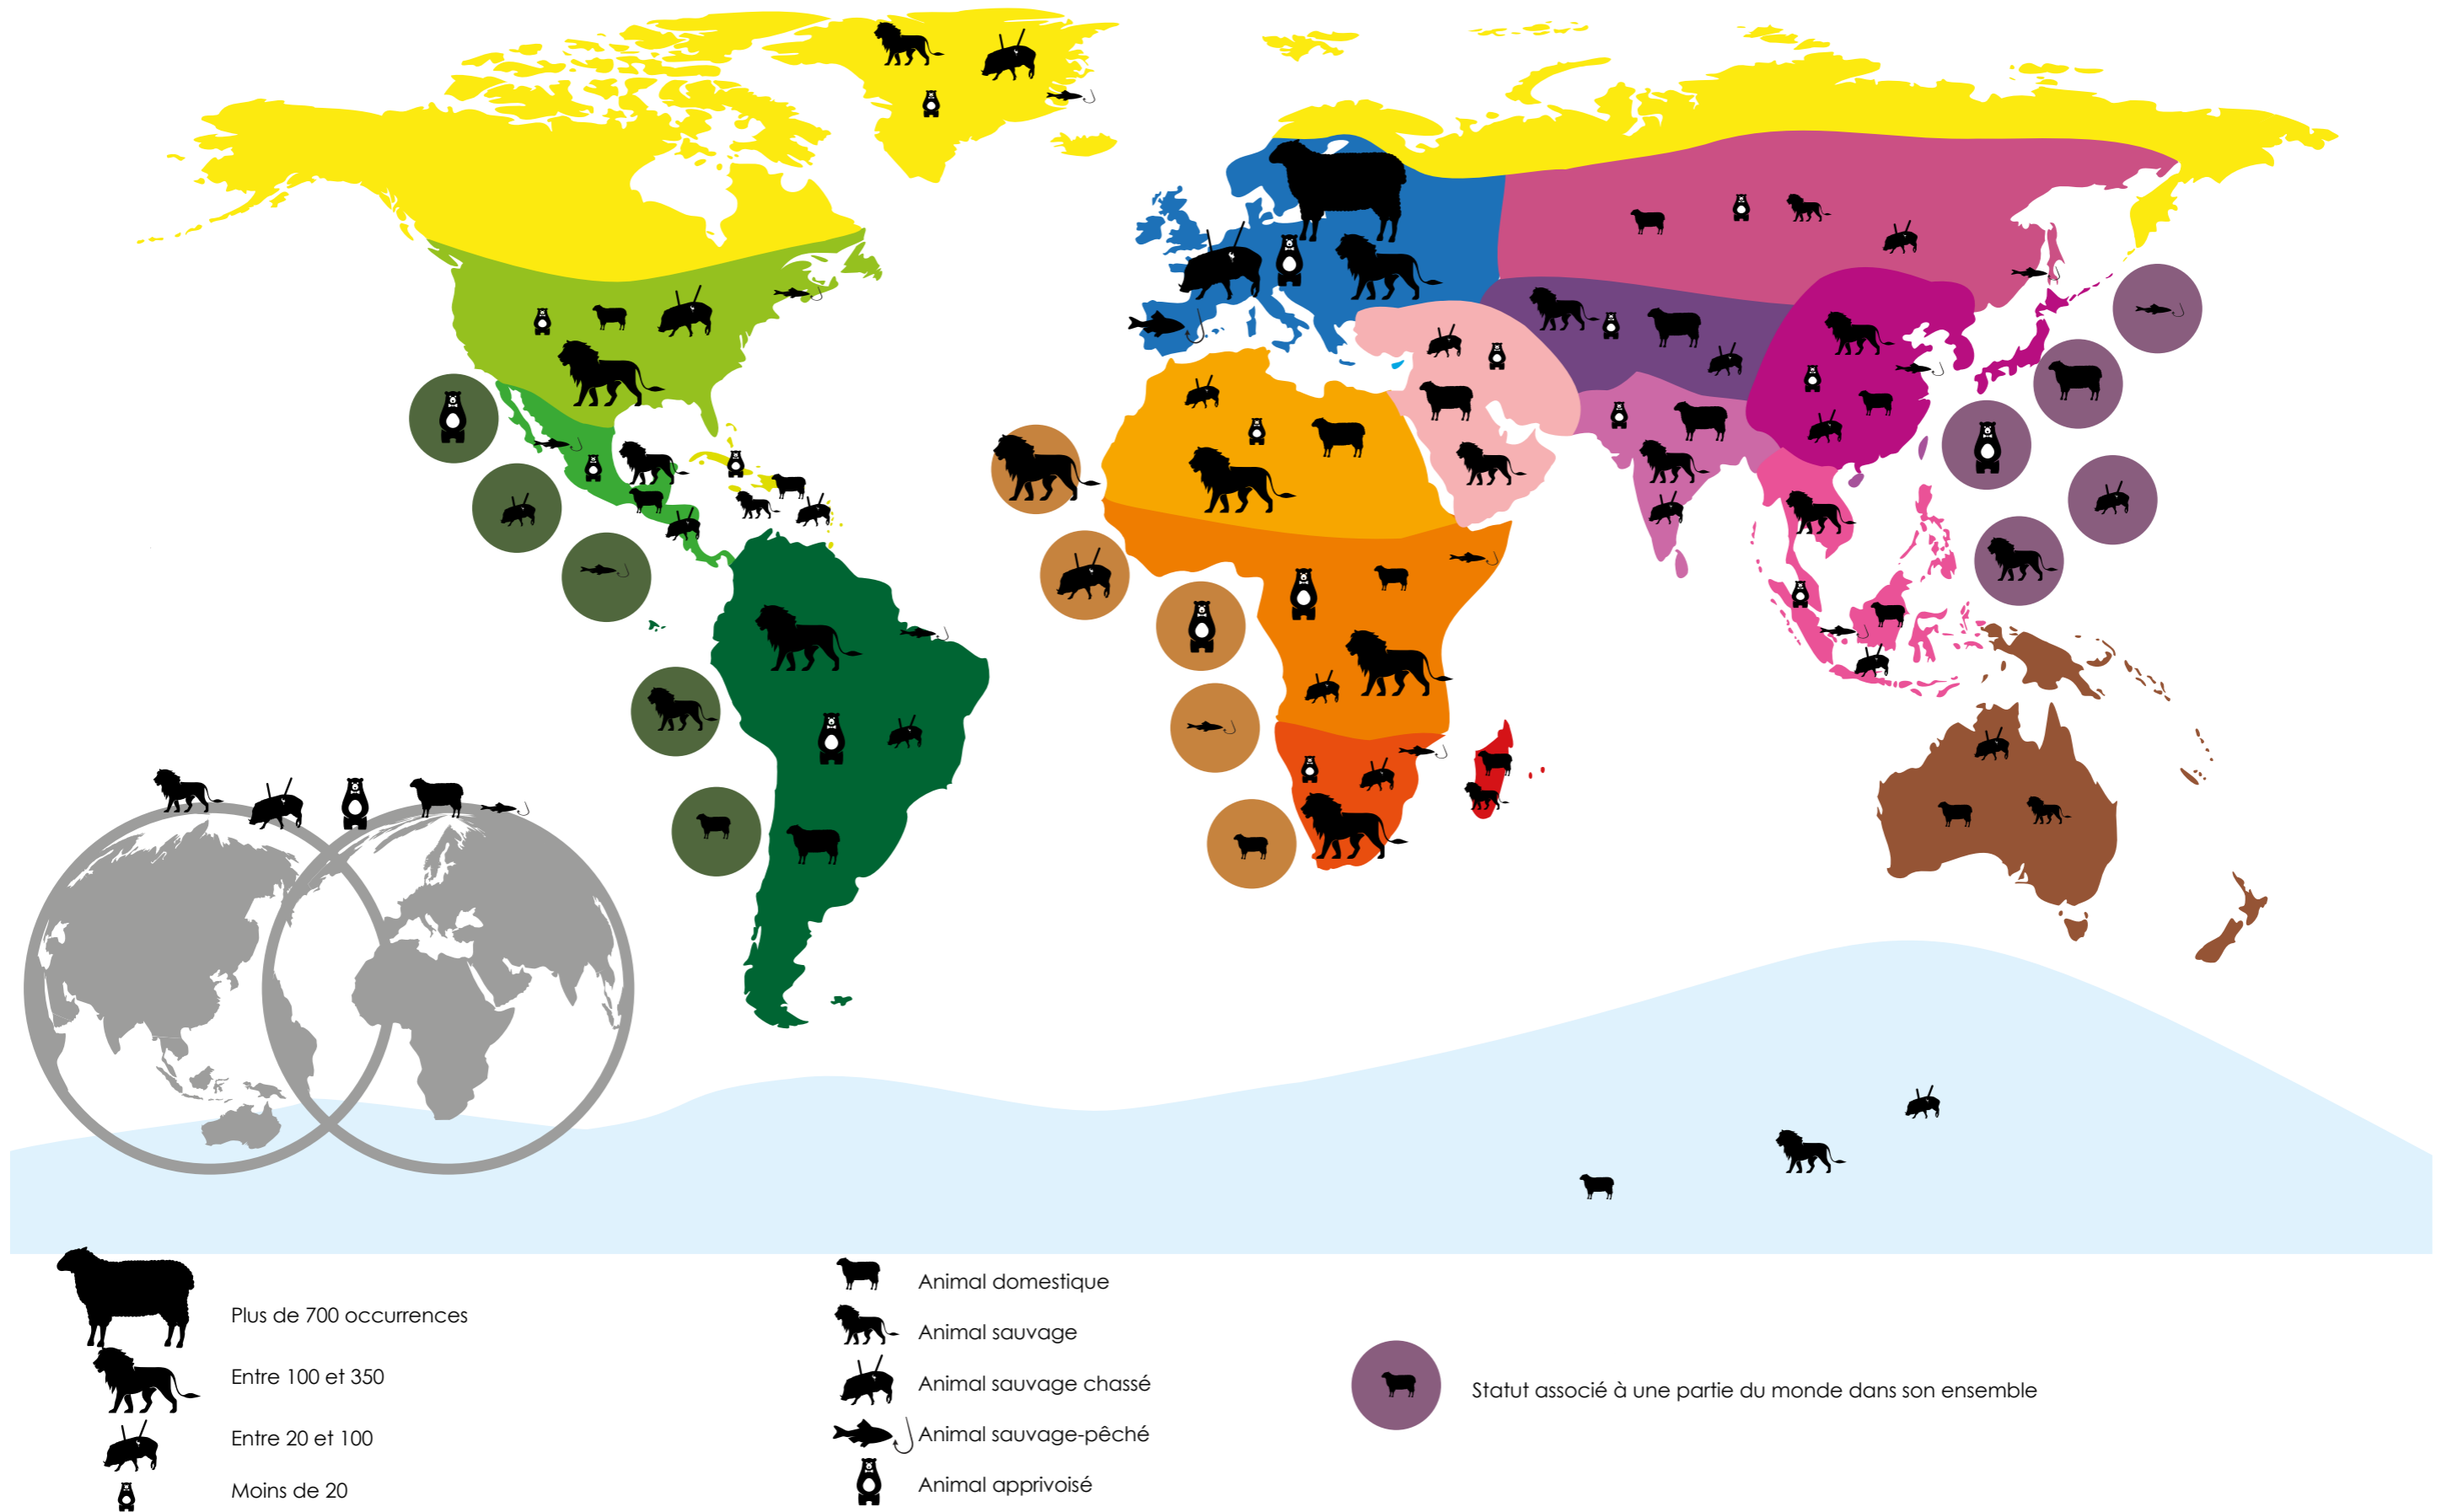 Plus de 700 occurrences
Entre 100 et 350
Entre 20 et 100
Moins de 20
Animal domestique
Animal sauvage
Animal sauvage chassé
Animal sauvage-pêché
Animal apprivoisé
Statut associé à une partie du monde dans son ensemble